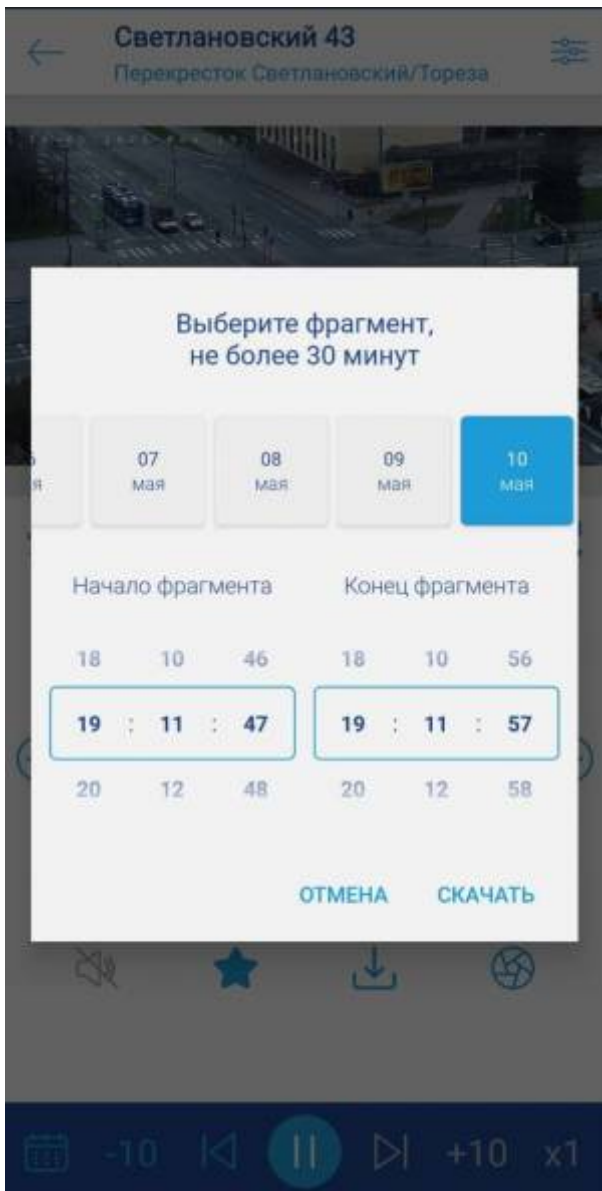 Светлановский 43
Перекресток Светлановский/Тореза
Выберите фрагмент,
не более 30 минут
07 08 09 10
мая мая мая мая
Начало фрагмента Конец фрагмента
18 10 46 18 10 56
19 : 11 : 47 19 : 11 : 57
20 12 48 20 12 58
ОТМЕНА СКАЧАТЬ
-10 +10 x1